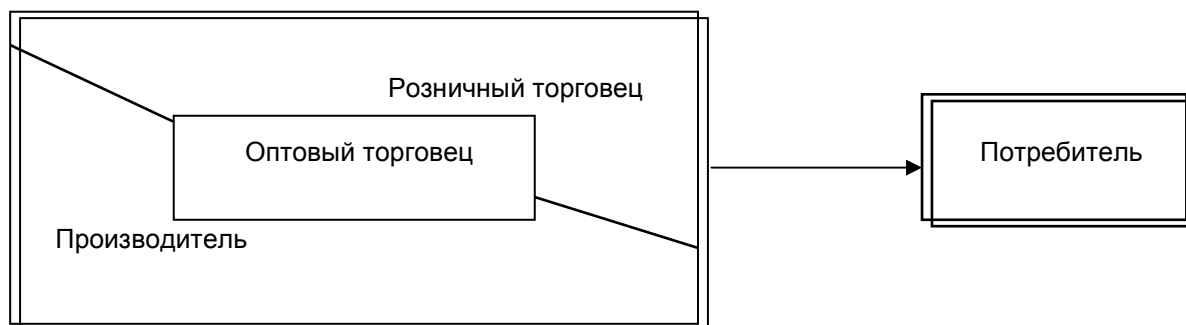 Розничный торговец
Оптовый торговец
Потребитель
Производитель